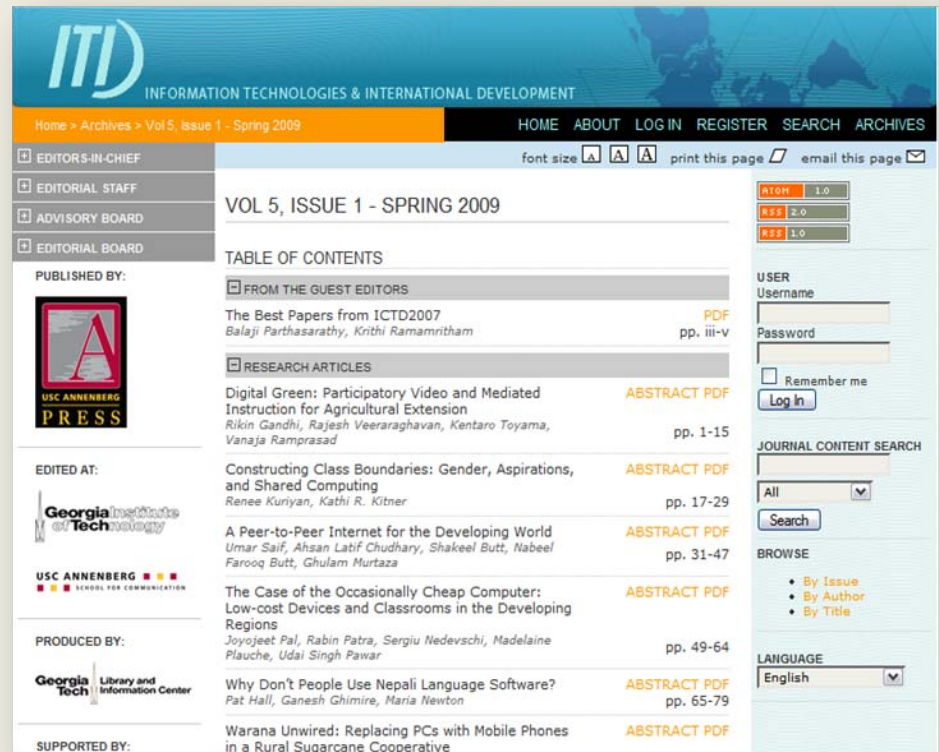 ITID
INFORMATION TECHNOLOGIES & INTERNATIONAL DEVELOPMENT
Home > Archives > Vol 5, Issue 1 - Spring 2009
HOME ABOUT LOG IN REGISTER SEARCH ARCHIVES
EDITORS-IN-CHIEF
EDITORIAL STAFF
ADVISORY BOARD
EDITORIAL BOARD
PUBLISHED BY:
A
USC ANNENBERG
PRESS
EDITED AT:
Georgia Institute
of Technology
USC ANNENBERG
SCHOOL FOR COMMUNICATION
PRODUCED BY:
Georgia Tech
Library and
Information Center
SUPPORTED BY:
font size A A A print this page email this page
VOL 5, ISSUE 1 - SPRING 2009
TABLE OF CONTENTS
FROM THE GUEST EDITORS
The Best Papers from ICTD2007 PDF
Balaji Parthasarathy, Krithi Ramamritham pp. iii-v
RESEARCH ARTICLES
Digital Green: Participatory Video and Mediated ABSTRACT PDF
Instruction for Agricultural Extension
Rikin Gandhi, Rajesh Veeraraghavan, Kentaro Toyama,
Vanaja Ramprasad pp. 1-15
Constructing Class Boundaries: Gender, Aspirations, ABSTRACT PDF
and Shared Computing
Renee Kuriyan, Kathi R. Kitner pp. 17-29
A Peer-to-Peer Internet for the Developing World ABSTRACT PDF
Umar Saif, Ahsan Latif Chudhary, Shakeel Butt, Nabeel
Farooq Butt, Ghulam Murtaza pp. 31-47
The Case of the Occasionally Cheap Computer: ABSTRACT PDF
Low-cost Devices and Classrooms in the Developing
Regions
Joyojeet Pal, Rabin Patra, Sergiu Nedevschi, Madelaine
Plauche, Udai Singh Pawar pp. 49-64
Why Don't People Use Nepali Language Software? ABSTRACT PDF
Pat Hall, Ganesh Ghimire, Maria Newton pp. 65-79
Warana Unwired: Replacing PCs with Mobile Phones ABSTRACT PDF
in a Rural Sugarcane Cooperative
ATOM 1.0
RSS 2.0
RSS 1.0
USER
Username
Password
Remember me
Log In
JOURNAL CONTENT SEARCH
All
Search
BROWSE
By Issue
By Author
By Title
LANGUAGE
English